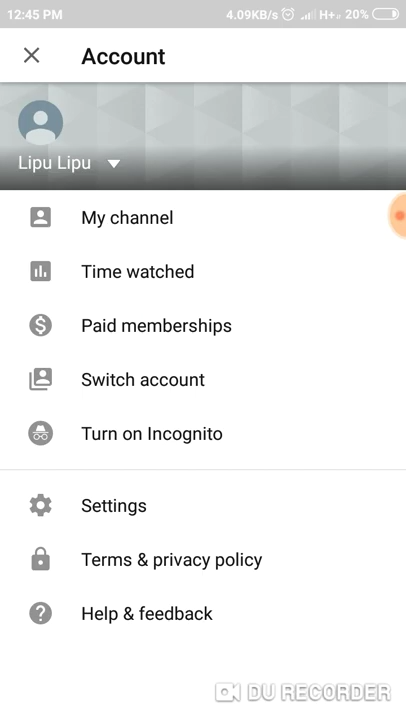 12:45 PM 4.09KB/s H+ 20%
Account
Lipu Lipu
My channel
Time watched
Paid memberships
Switch account
Turn on Incognito
Settings
Terms & privacy policy
Help & feedback
DU RECORDER